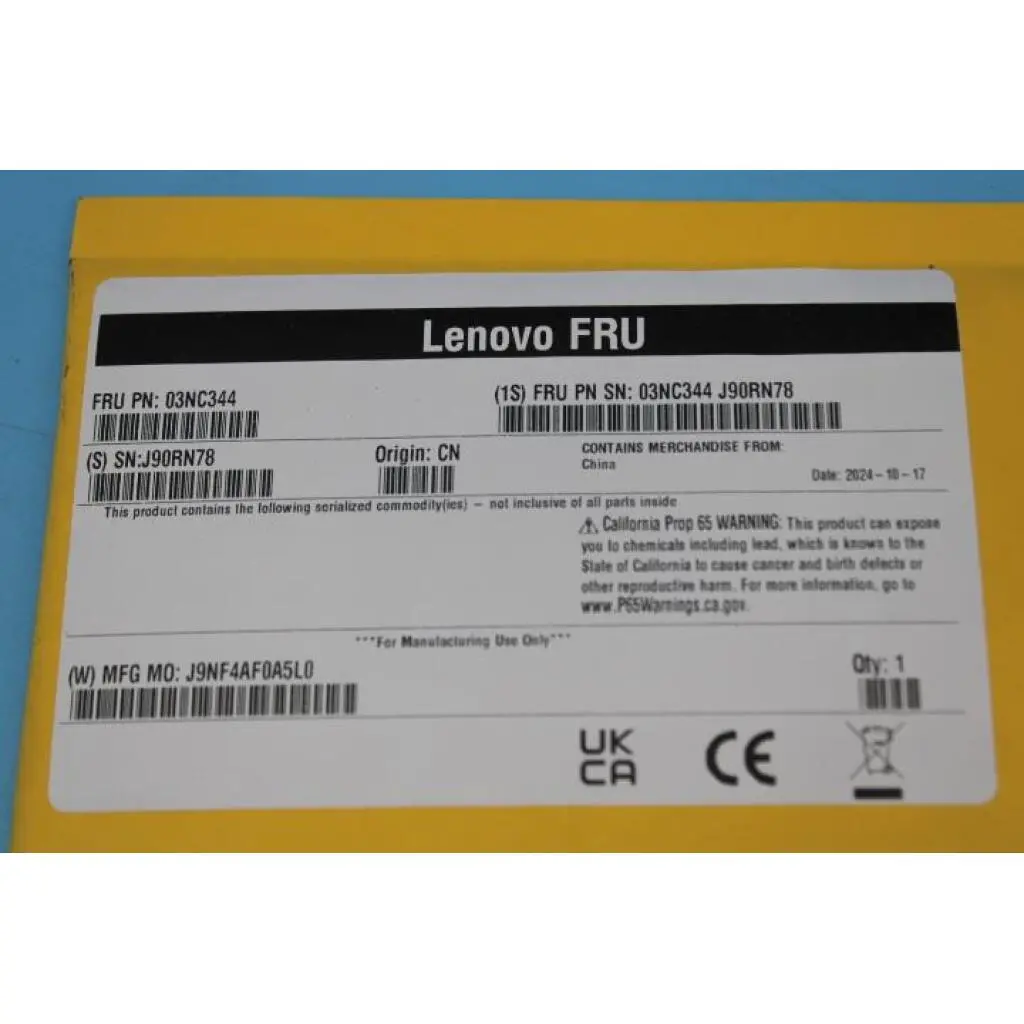 Lenovo FRU
FRU PN: 03NC344
(1S) FRU PN SN: 03NC344 J90RN78
(S) SN:J90RN78
Origin: CN
CONTAINS MERCHANDISE FROM:
China
Date: 2024-10-17
This product contains the following serialized commodity(ies) - not inclusive of all parts inside
⚠ California Prop 65 WARNING: This product can expose
you to chemicals including lead, which is known to the
State of California to cause cancer and birth defects or
other reproductive harm. For more information, go to
www.P65Warnings.ca.gov.
***For Manufacturing Use Only***
(W) MFG MO: J9NF4AF0A5L0
Qty: 1
UK
CA
CE